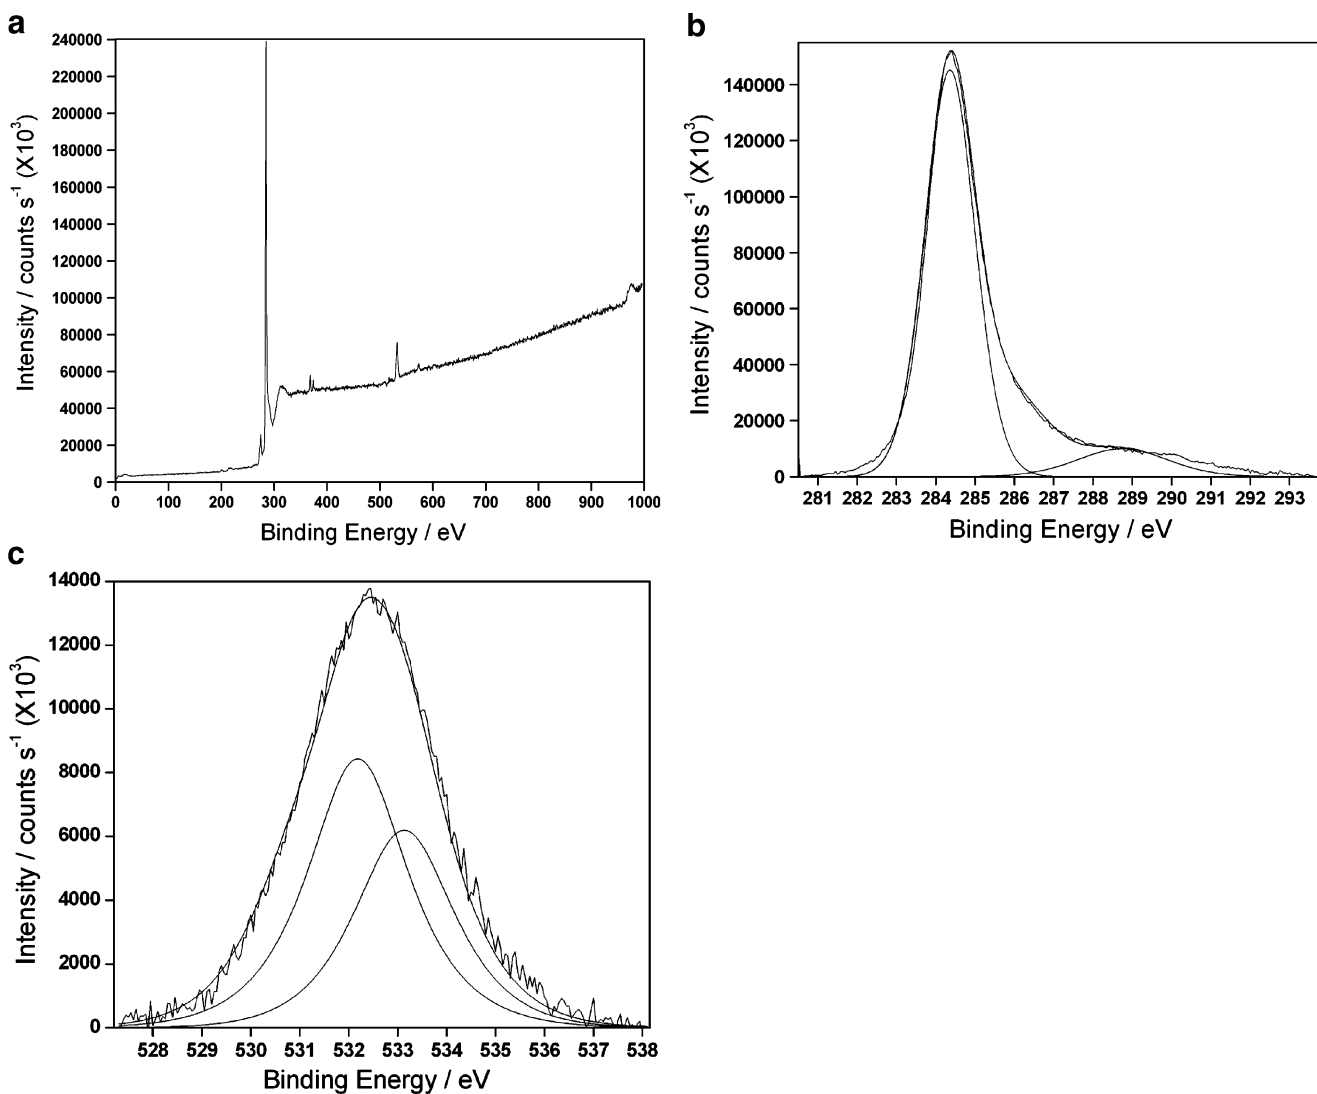 a
240000
220000
200000
180000
160000
140000
120000
100000
80000
60000
40000
20000
0
Intensity / counts s⁻¹ (X10³)
0 100 200 300 400 500 600 700 800 900 1000
Binding Energy / eV
b
140000
120000
100000
80000
60000
40000
20000
0
Intensity / counts s⁻¹ (X10³)
281 282 283 284 285 286 287 288 289 290 291 292 293
Binding Energy / eV
c
14000
12000
10000
8000
6000
4000
2000
0
Intensity / counts s⁻¹ (X10³)
528 529 530 531 532 533 534 535 536 537 538
Binding Energy / eV